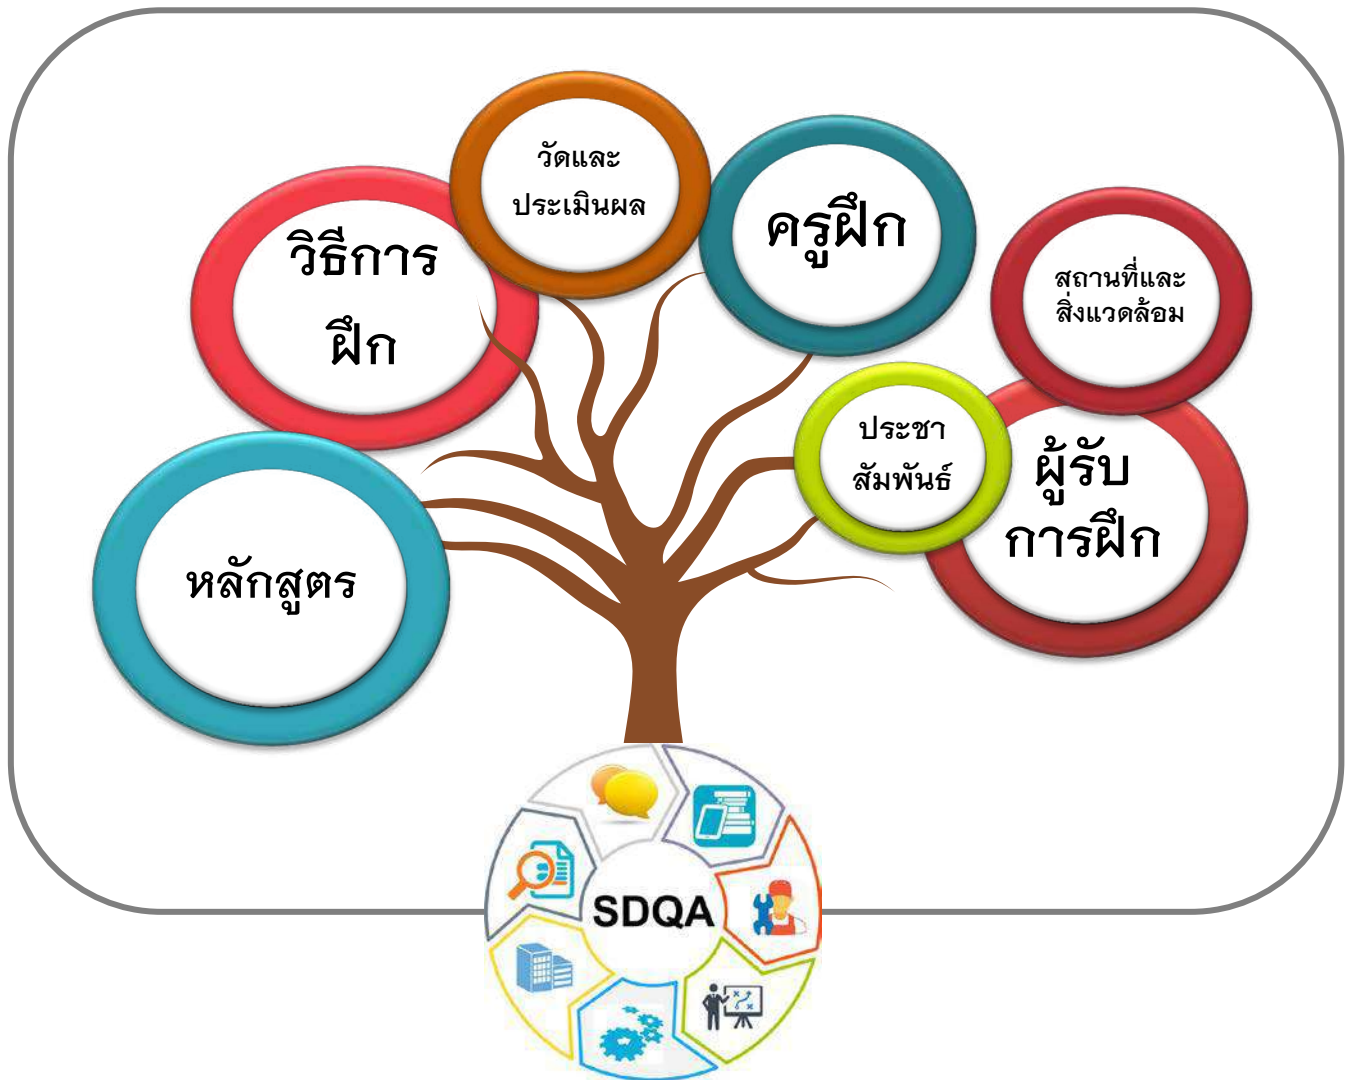 วัดและ
ประเมินผล
ครูฝึก
วิธีการ
ฝึก
สถานที่และ
สิ่งแวดล้อม
ประชา
สัมพันธ์
ผู้รับ
การฝึก
หลักสูตร
SDQA